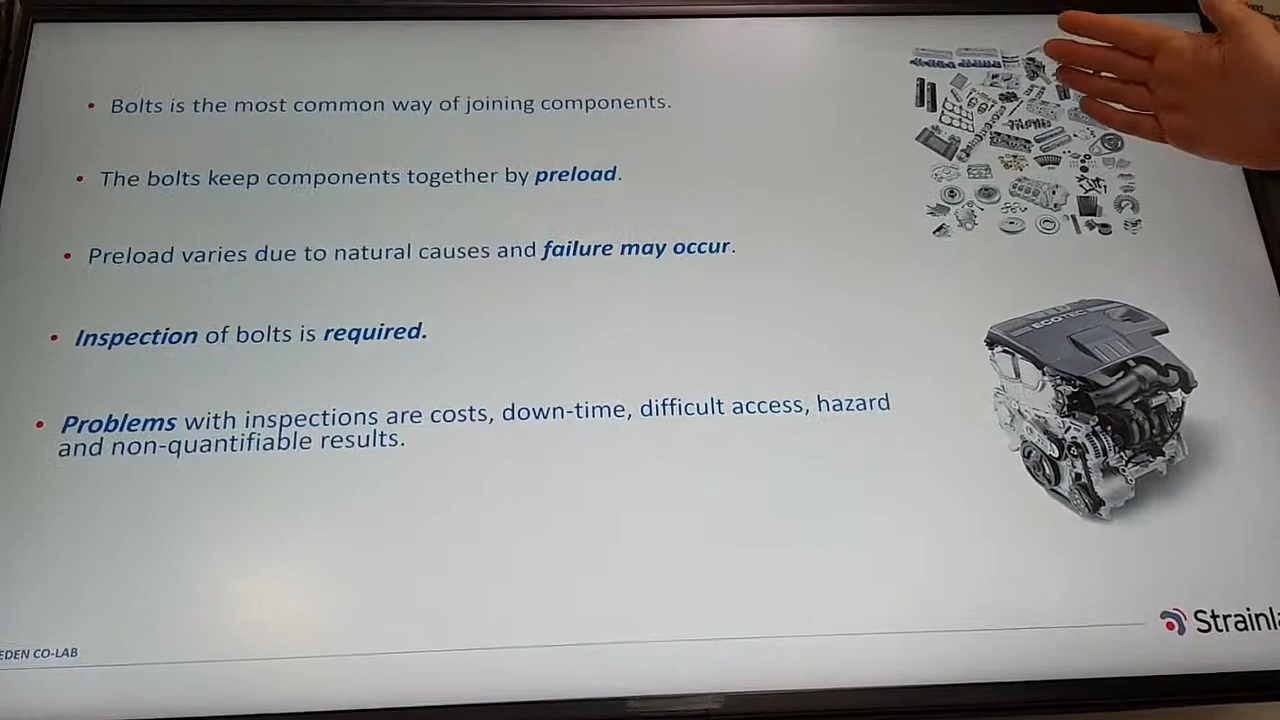 Bolts is the most common way of joining components.
The bolts keep components together by preload.
Preload varies due to natural causes and failure may occur.
Inspection of bolts is required.
Problems with inspections are costs, down-time, difficult access, hazard
and non-quantifiable results.
ECOTEC
EDEN CO-LAB
Strainla